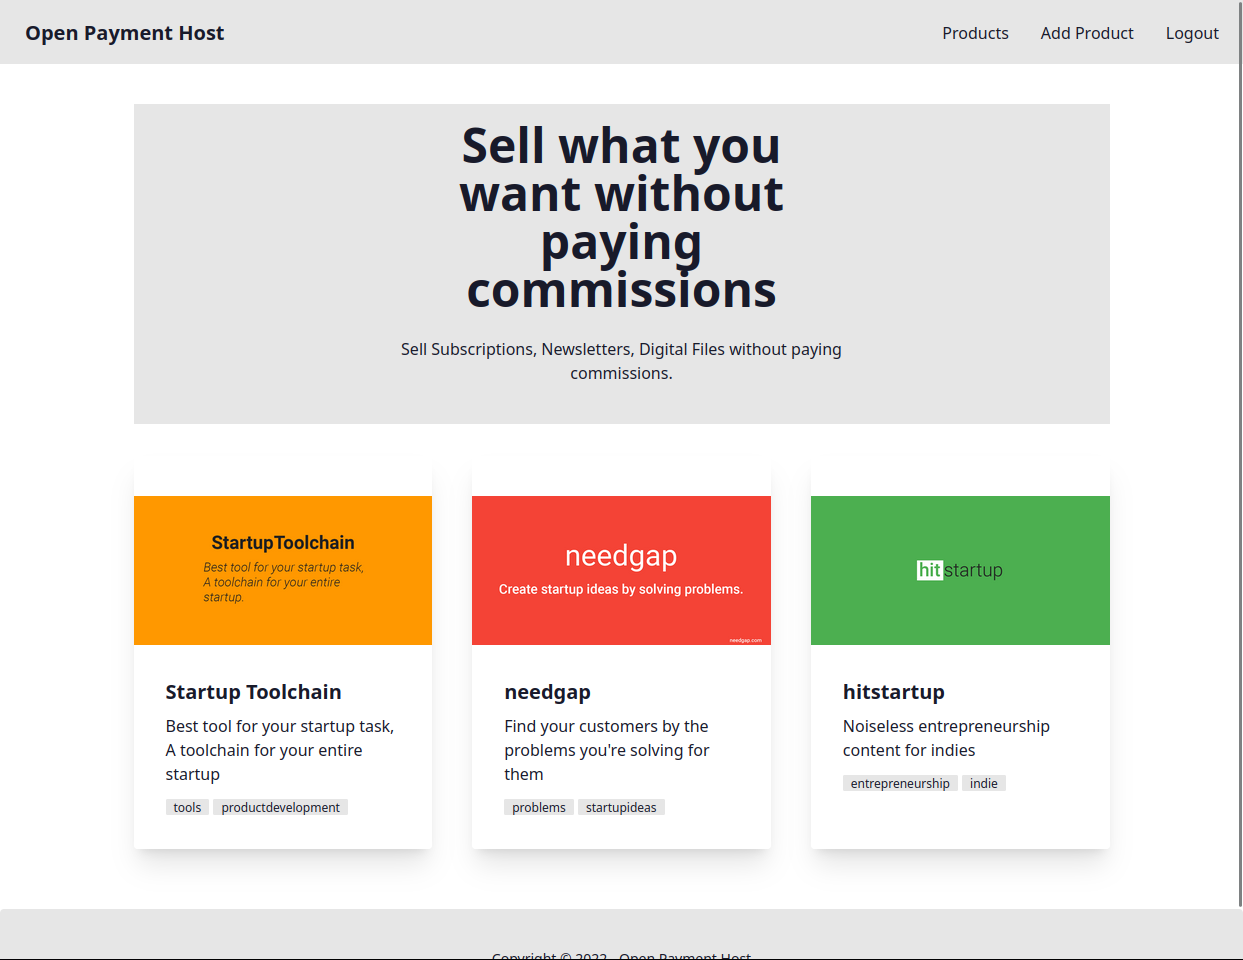 Open Payment Host
Products Add Product Logout
Sell what you
want without
paying
commissions
Sell Subscriptions, Newsletters, Digital Files without paying
commissions.
StartupToolchain
Best tool for your startup task,
A toolchain for your entire
startup.
needgap
Create startup ideas by solving problems.
needgap.com
hitstartup
Startup Toolchain
Best tool for your startup task,
A toolchain for your entire
startup
tools productdevelopment
needgap
Find your customers by the
problems you're solving for
them
problems startupideas
hitstartup
Noiseless entrepreneurship
content for indies
entrepreneurship indie
Copyright © 2022 - Open Payment Host